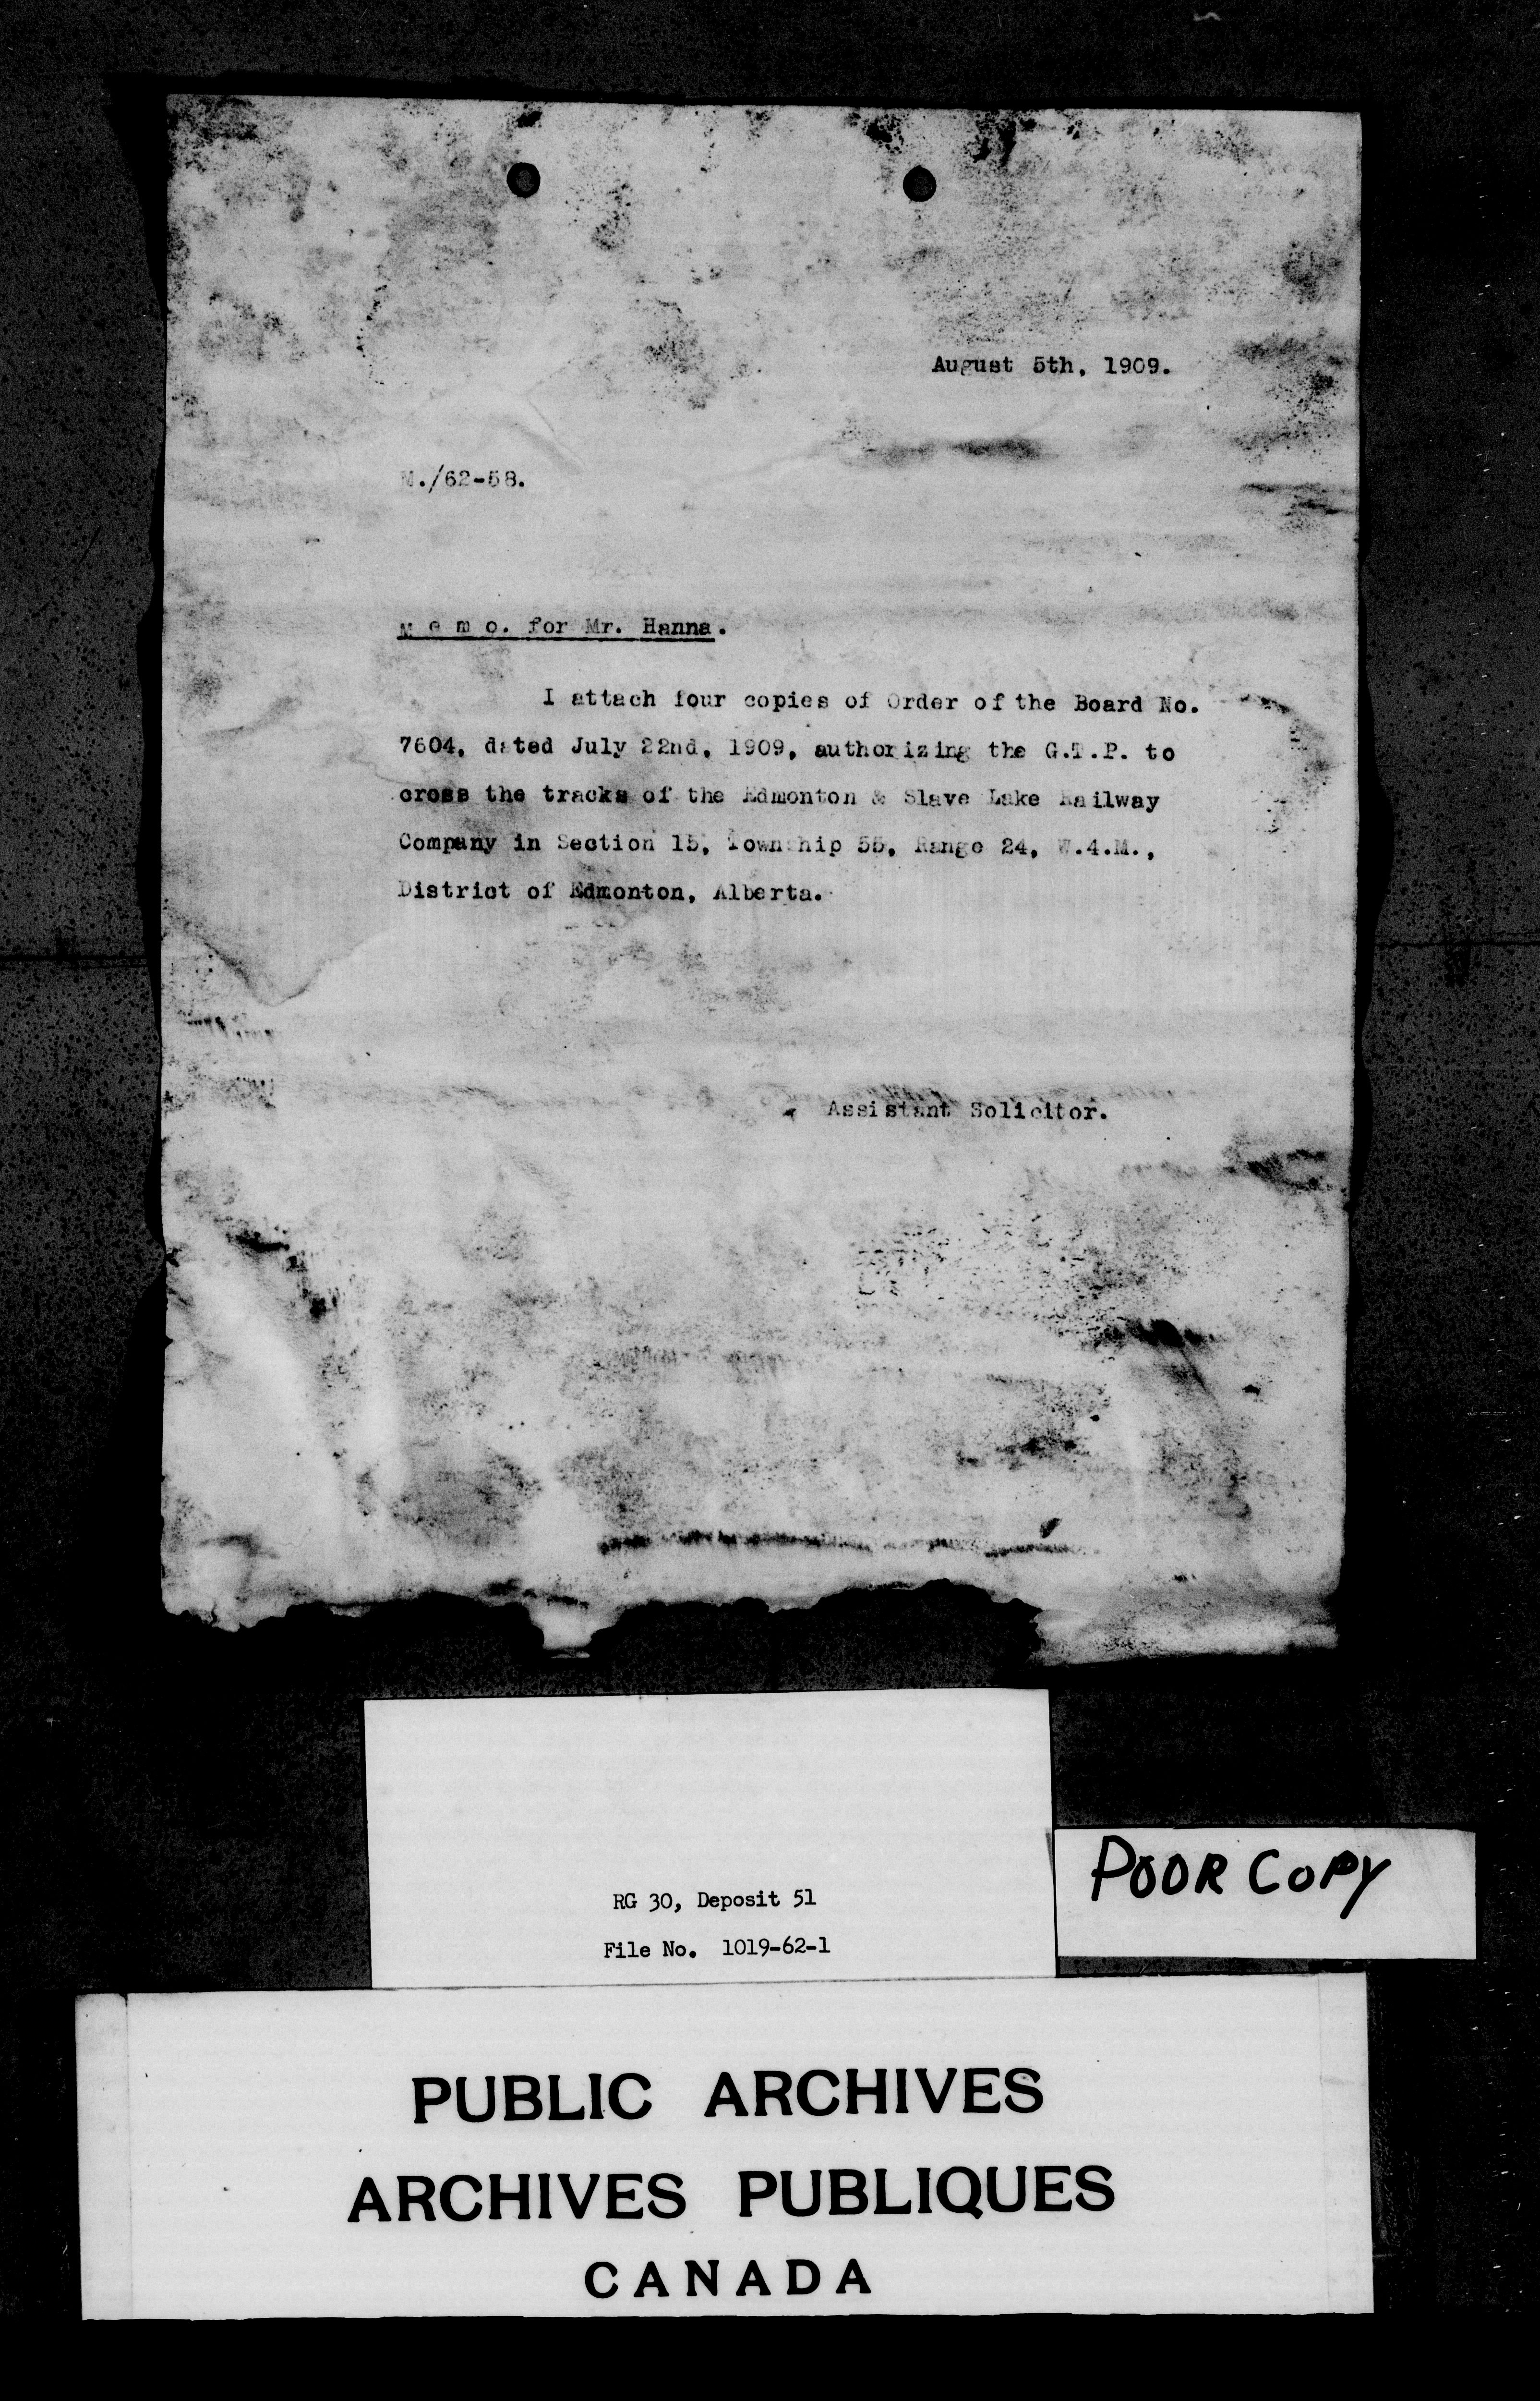 August 5th, 1909.
M./62-58.
M e m o. for Mr. Hanna.
I attach four copies of Order of the Board No.
7604, dated July 22nd, 1909, authorizing the G.T.P. to
cross the tracks of the Edmonton & Slave Lake Railway
Company in Section 15, Township 55, Range 24, W.4.M.,
District of Edmonton, Alberta.
Assistant Solicitor.
RG 30, Deposit 51
File No. 1019-62-1
POOR COPY
PUBLIC ARCHIVES
ARCHIVES PUBLIQUES
CANADA